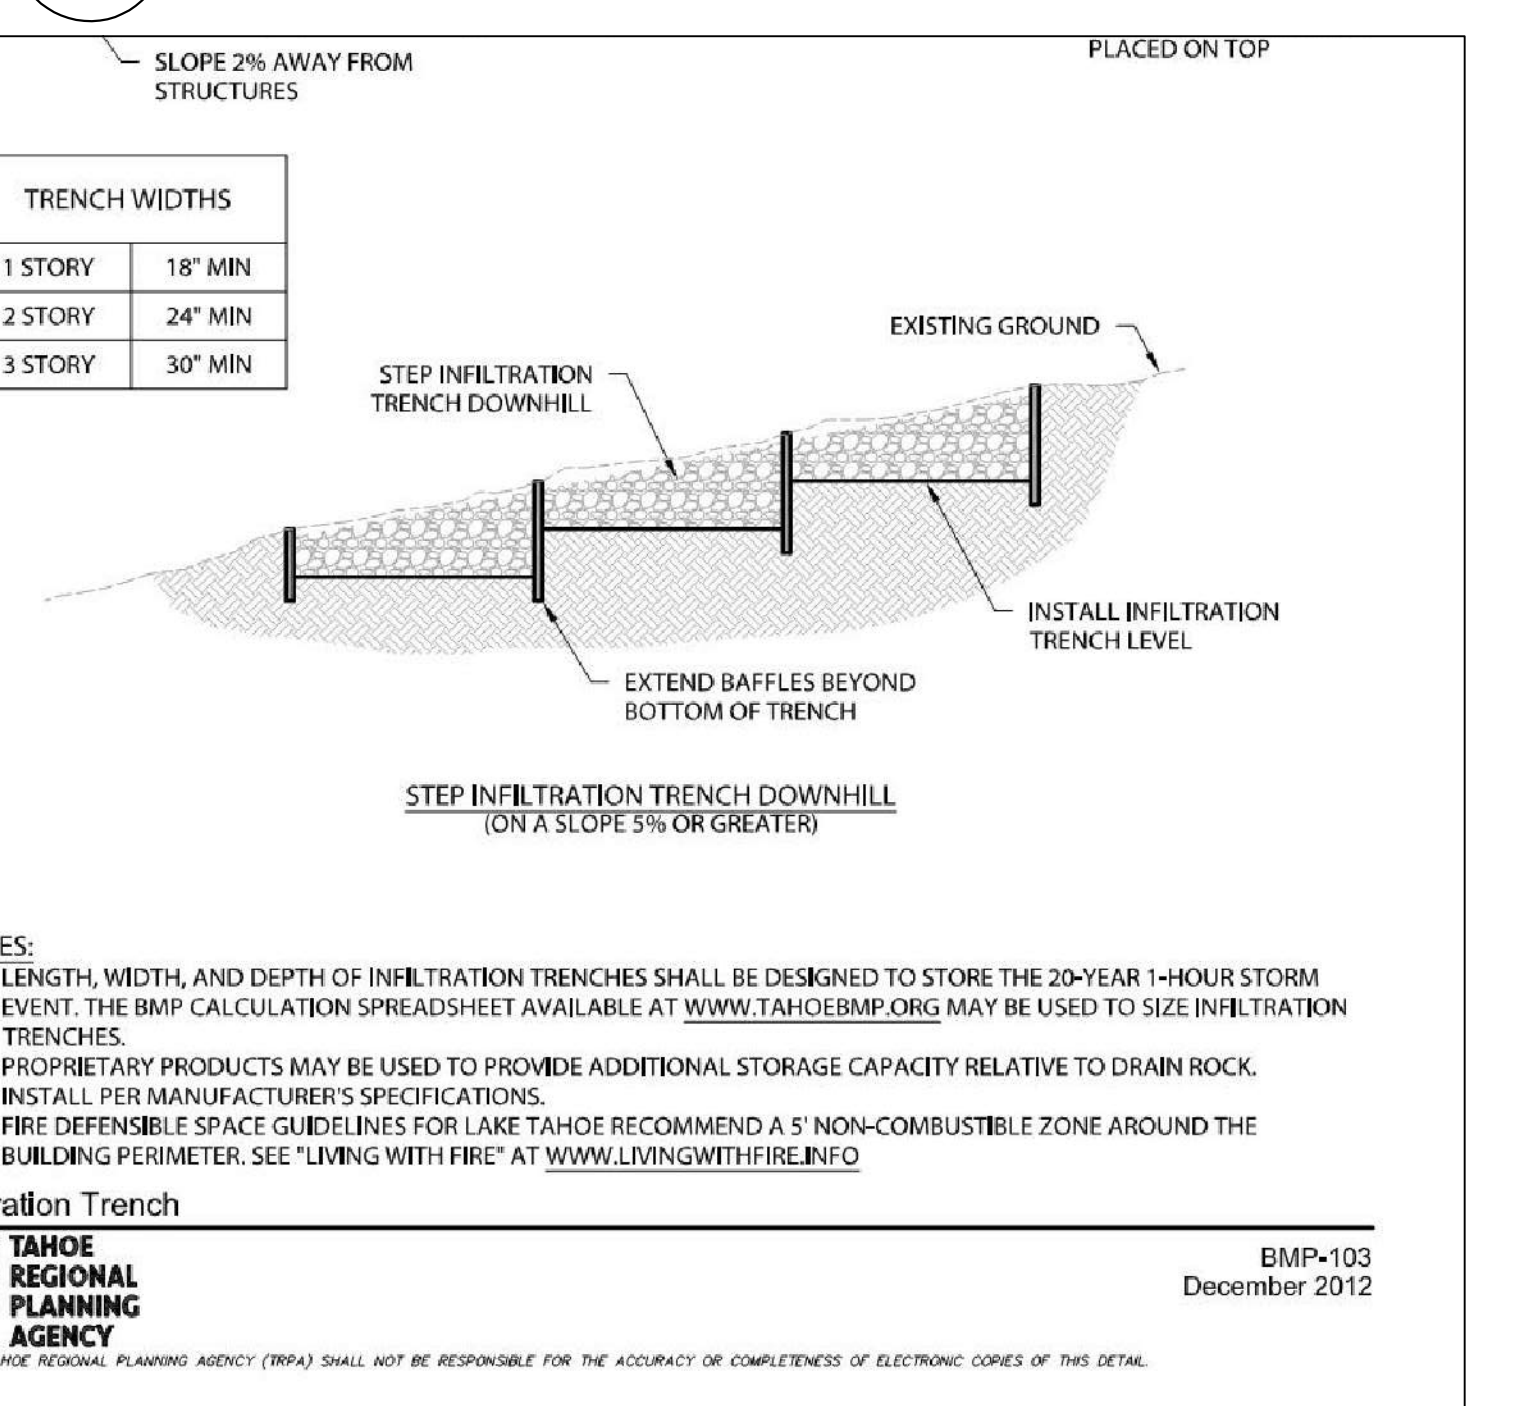 SLOPE 2% AWAY FROM
STRUCTURES
PLACED ON TOP
TRENCH WIDTHS
1 STORY 18" MIN
2 STORY 24" MIN
3 STORY 30" MIN
EXISTING GROUND
STEP INFILTRATION
TRENCH DOWNHILL
INSTALL INFILTRATION
TRENCH LEVEL
EXTEND BAFFLES BEYOND
BOTTOM OF TRENCH
STEP INFILTRATION TRENCH DOWNHILL
(ON A SLOPE 5% OR GREATER)
ES:
LENGTH, WIDTH, AND DEPTH OF INFILTRATION TRENCHES SHALL BE DESIGNED TO STORE THE 20-YEAR 1-HOUR STORM
EVENT. THE BMP CALCULATION SPREADSHEET AVAILABLE AT WWW.TAHOEBMP.ORG MAY BE USED TO SIZE INFILTRATION
TRENCHES.
PROPRIETARY PRODUCTS MAY BE USED TO PROVIDE ADDITIONAL STORAGE CAPACITY RELATIVE TO DRAIN ROCK.
INSTALL PER MANUFACTURER'S SPECIFICATIONS.
FIRE DEFENSIBLE SPACE GUIDELINES FOR LAKE TAHOE RECOMMEND A 5' NON-COMBUSTIBLE ZONE AROUND THE
BUILDING PERIMETER. SEE "LIVING WITH FIRE" AT WWW.LIVINGWITHFIRE.INFO
ration Trench
TAHOE
REGIONAL
PLANNING
AGENCY
BMP-103
December 2012
HOE REGIONAL PLANNING AGENCY (TRPA) SHALL NOT BE RESPONSIBLE FOR THE ACCURACY OR COMPLETENESS OF ELECTRONIC COPIES OF THIS DETAIL.